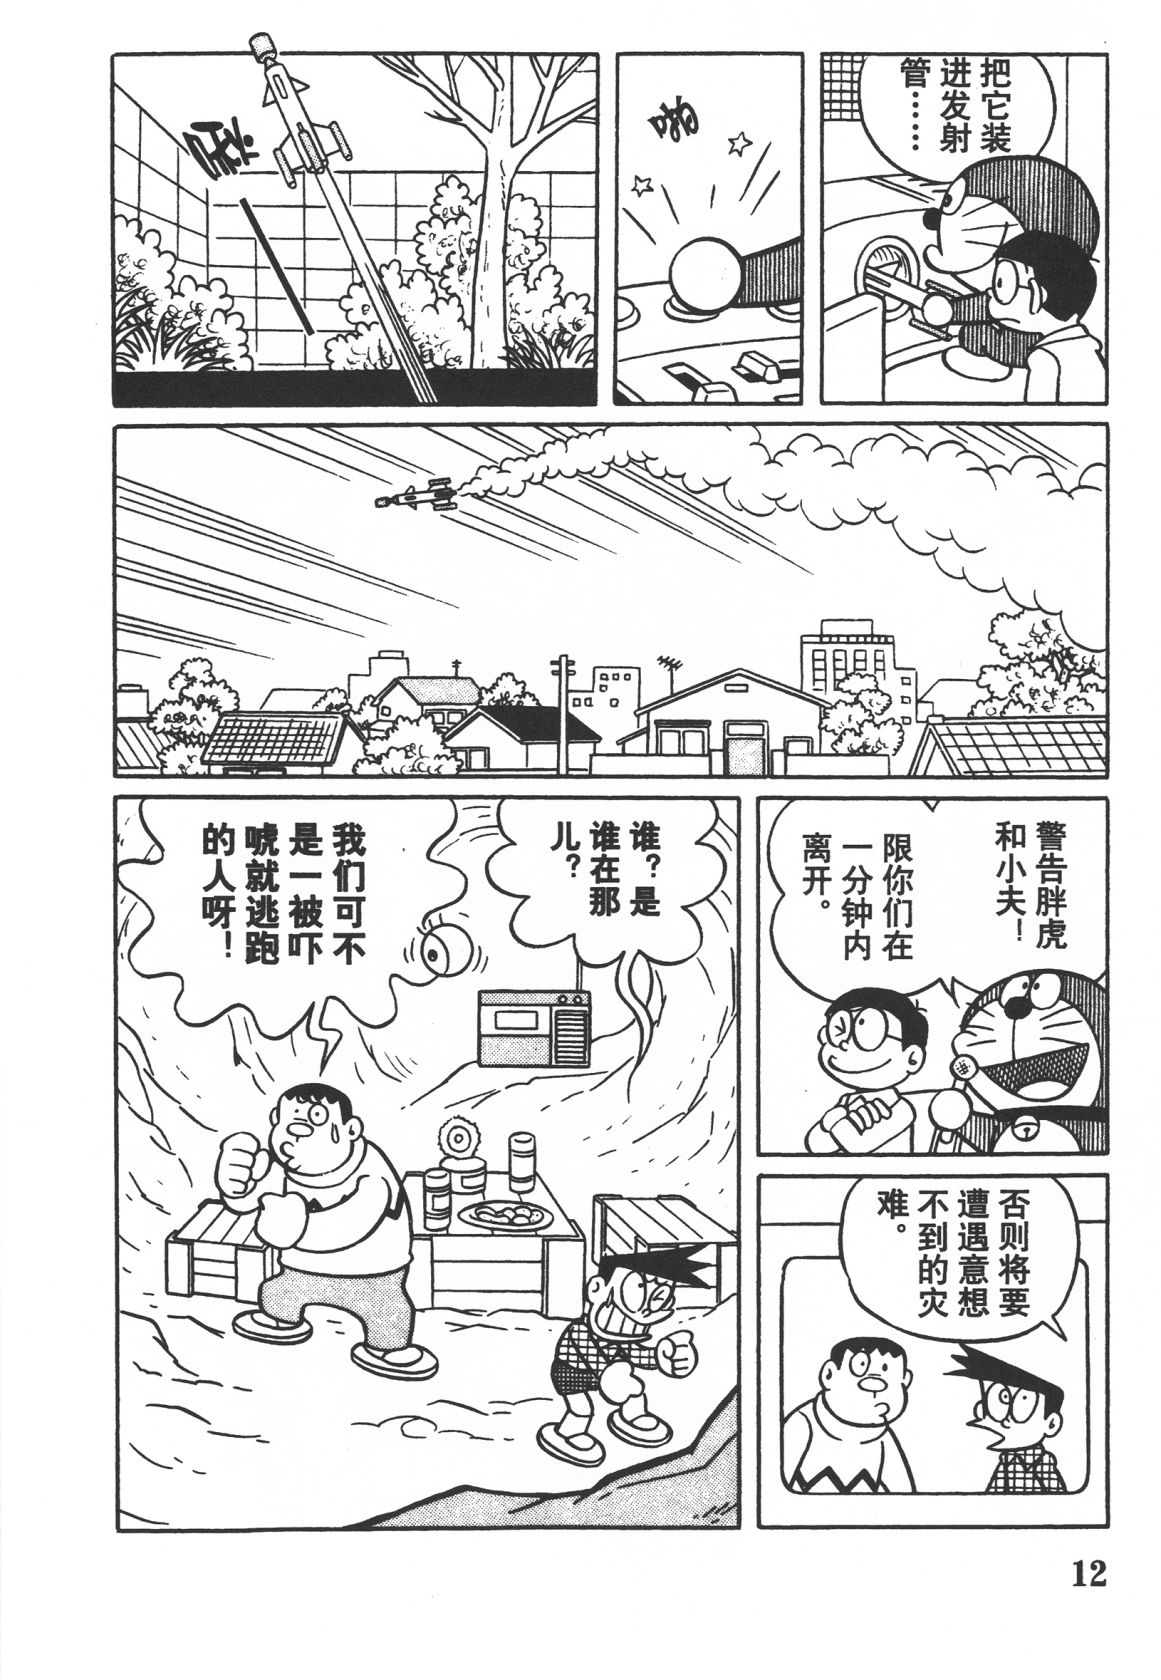 把它装
进发射
管……
啪
咻
警告胖虎
和小夫！
限你们在
一分钟内
离开。
否则将要
遭遇意想
不到的灾
难。
谁？是
谁在那
儿？
我们可不
是一被吓
唬就逃跑
的人呀！
12